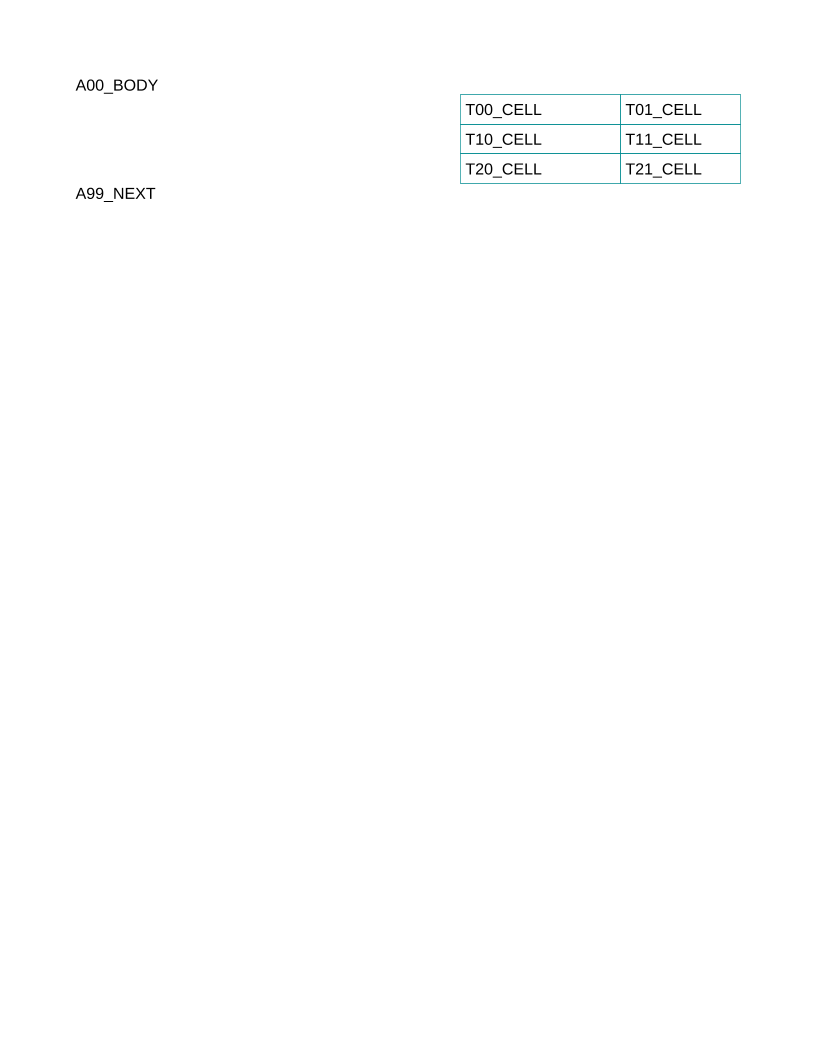 A00_BODY
T00_CELL T01_CELL
T10_CELL T11_CELL
T20_CELL T21_CELL
A99_NEXT